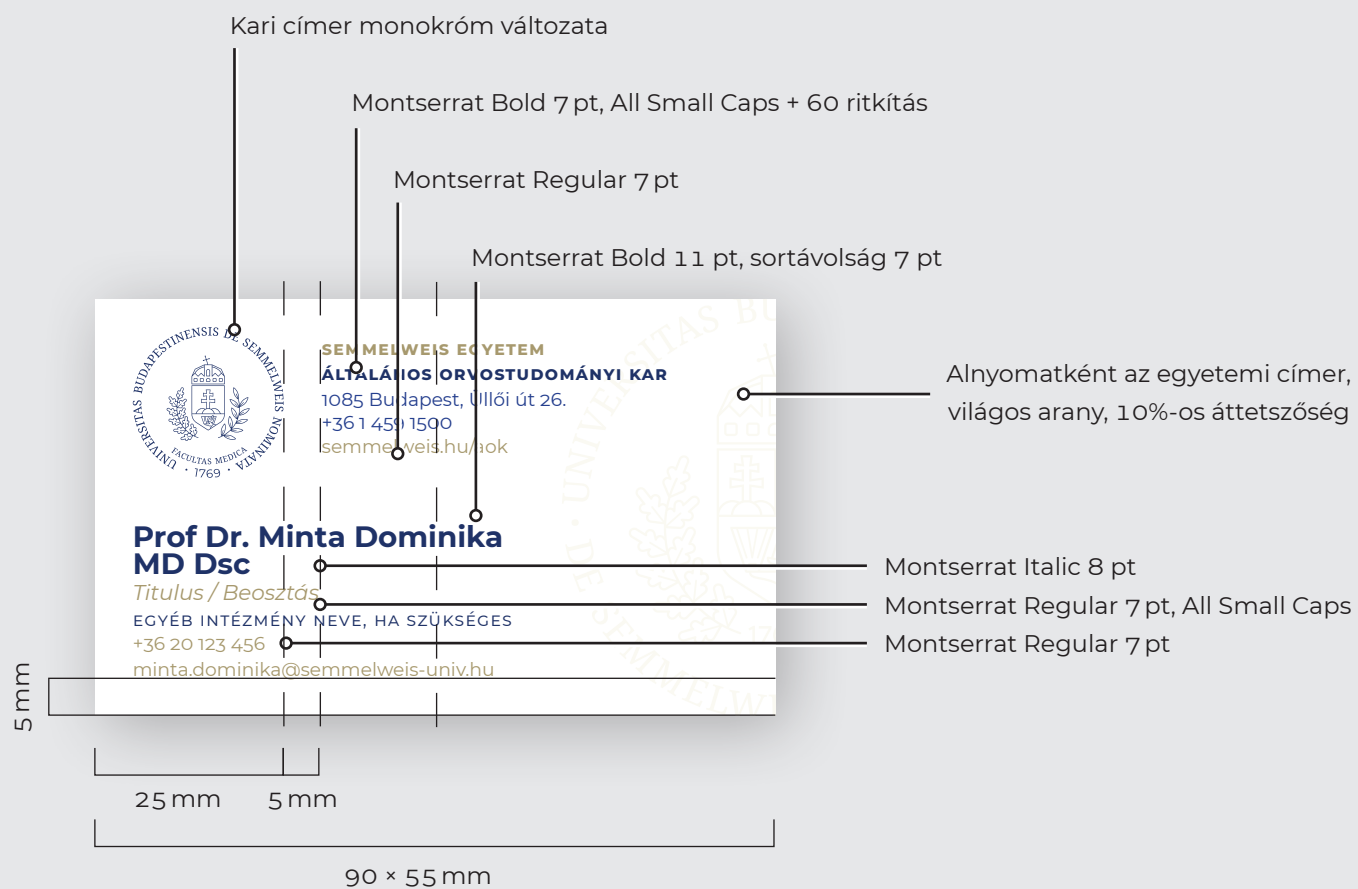 Kari címer monokróm változata
Montserrat Bold 7 pt, All Small Caps + 60 ritkítás
Montserrat Regular 7 pt
Montserrat Bold 11 pt, sortávolság 7 pt
UNIVERSITAS BUDAPESTINENSIS DE SEMMELWEIS NOMINATA
FACULTAS MEDICA
· 1769 ·
SEMMELWEIS EGYETEM
ÁLTALÁNOS ORVOSTUDOMÁNYI KAR
1085 Budapest, Üllői út 26.
+36 1 459 1500
semmelweis.hu/aok
Alnyomatként az egyetemi címer,
világos arany, 10%-os áttetszőség
UNIVERSITAS BU
DE SEMMELWEI
17
Prof Dr. Minta Dominika
MD Dsc
Titulus / Beosztás
EGYÉB INTÉZMÉNY NEVE, HA SZÜKSÉGES
+36 20 123 456
minta.dominika@semmelweis-univ.hu
Montserrat Italic 8 pt
Montserrat Regular 7 pt, All Small Caps
Montserrat Regular 7 pt
5 mm
25 mm
5 mm
90 × 55 mm